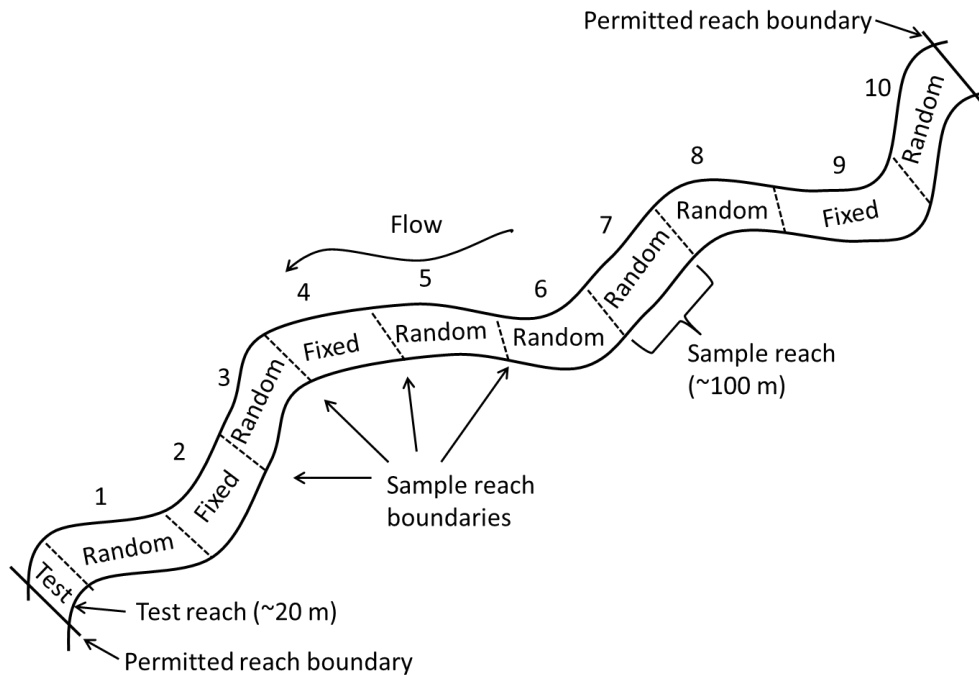 Permitted reach boundary
10
Random
9
Fixed
8
Random
7
Random
Sample reach
(~100 m)
Flow
6
Random
5
Random
4
Fixed
3
Random
2
Fixed
Sample reach
boundaries
1
Random
Test
Test reach (~20 m)
Permitted reach boundary